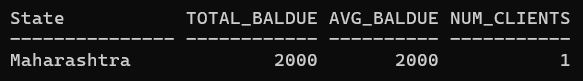 State           TOTAL_BALDUE AVG_BALDUE NUM_CLIENTS
--------------- ------------ ---------- -----------
Maharashtra             2000       2000           1